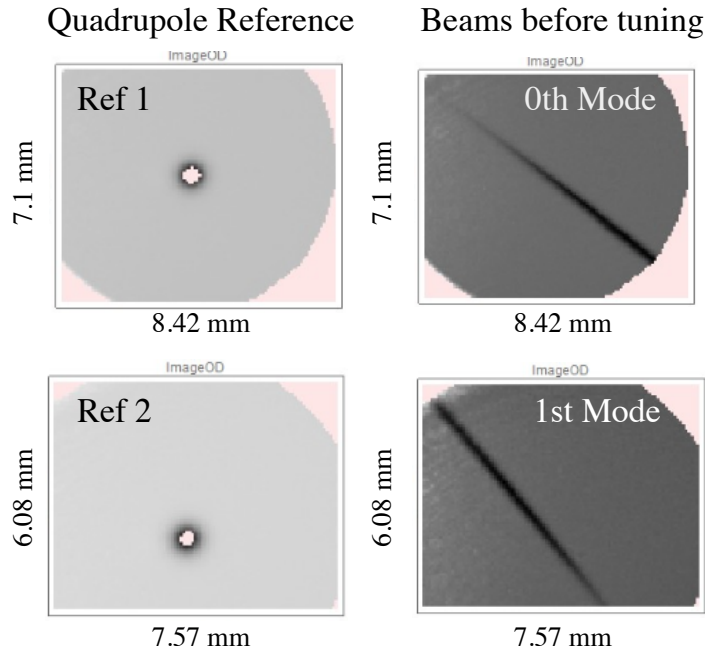 Quadrupole Reference
Beams before tuning
ImageOD
ImageOD
Ref 1
0th Mode
7.1 mm
7.1 mm
8.42 mm
8.42 mm
ImageOD
ImageOD
Ref 2
1st Mode
6.08 mm
6.08 mm
7.57 mm
7.57 mm